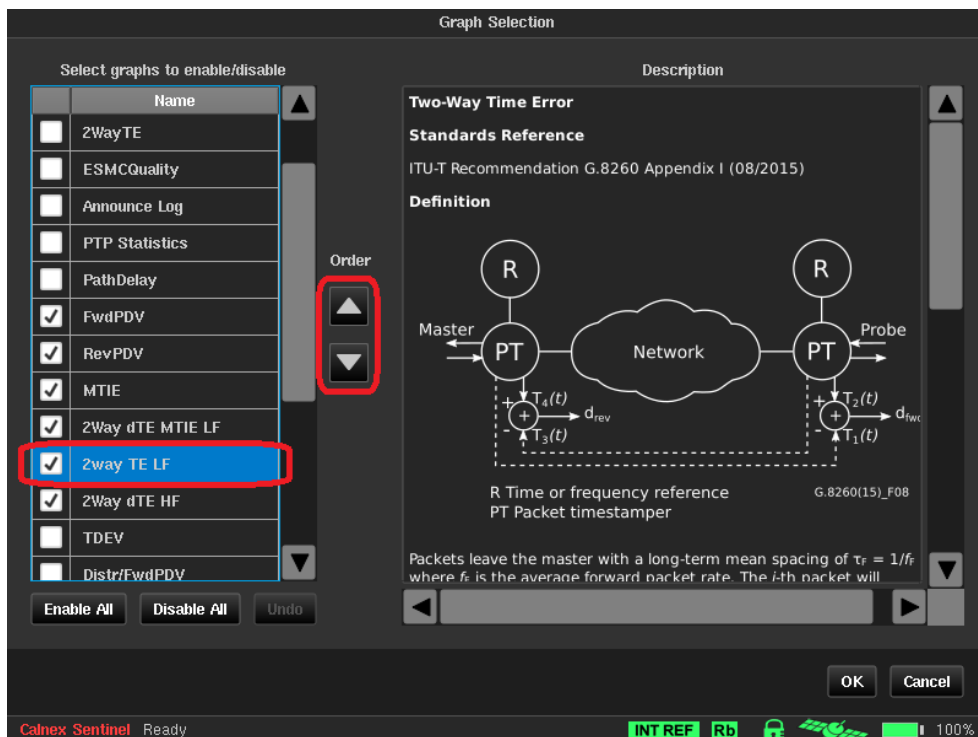 Graph Selection
Select graphs to enable/disable
Name
2WayTE
ESMCQuality
Announce Log
PTP Statistics
PathDelay
FwdPDV
RevPDV
MTIE
2Way dTE MTIE LF
2way TE LF
2Way dTE HF
TDEV
Distr/FwdPDV
Enable All Disable All Undo
Order
Description
Two-Way Time Error
Standards Reference
ITU-T Recommendation G.8260 Appendix I (08/2015)
Definition
R R
Master Probe
PT Network PT
+ T₄(t) + T₂(t)
+ d_rev + d_fwd
- T₃(t) - T₁(t)
R Time or frequency reference G.8260(15)_F08
PT Packet timestamper
Packets leave the master with a long-term mean spacing of τ_F = 1/f_F
where f_F is the average forward packet rate. The i-th packet will
OK Cancel
Calnex Sentinel Ready INT REF Rb 100%